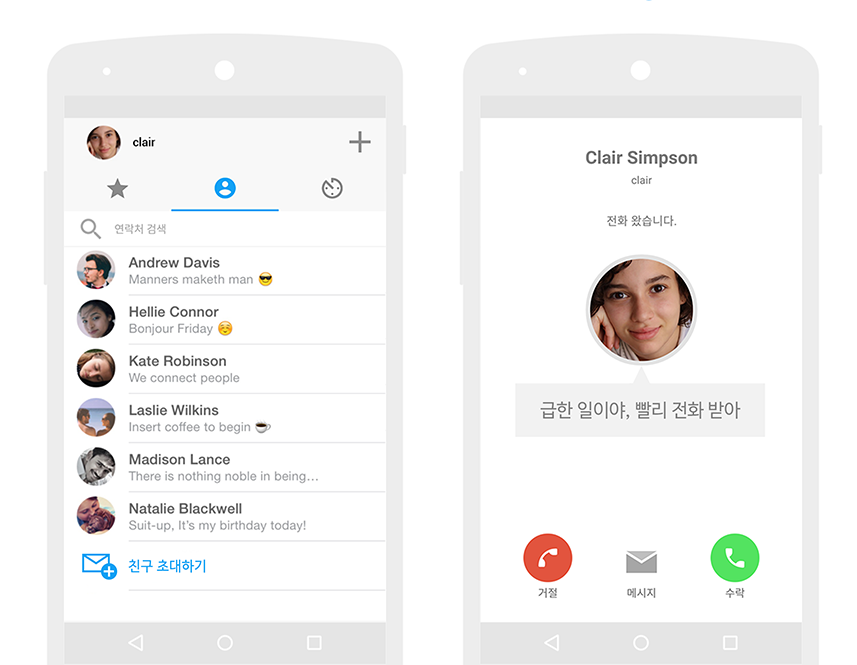 clair
연락처 검색
Andrew Davis
Manners maketh man 😎
Hellie Connor
Bonjour Friday ☺️
Kate Robinson
We connect people
Laslie Wilkins
Insert coffee to begin ☕
Madison Lance
There is nothing noble in being...
Natalie Blackwell
Suit-up, It's my birthday today!
친구 초대하기
Clair Simpson
clair
전화 왔습니다.
급한 일이야, 빨리 전화 받아
거절
메시지
수락